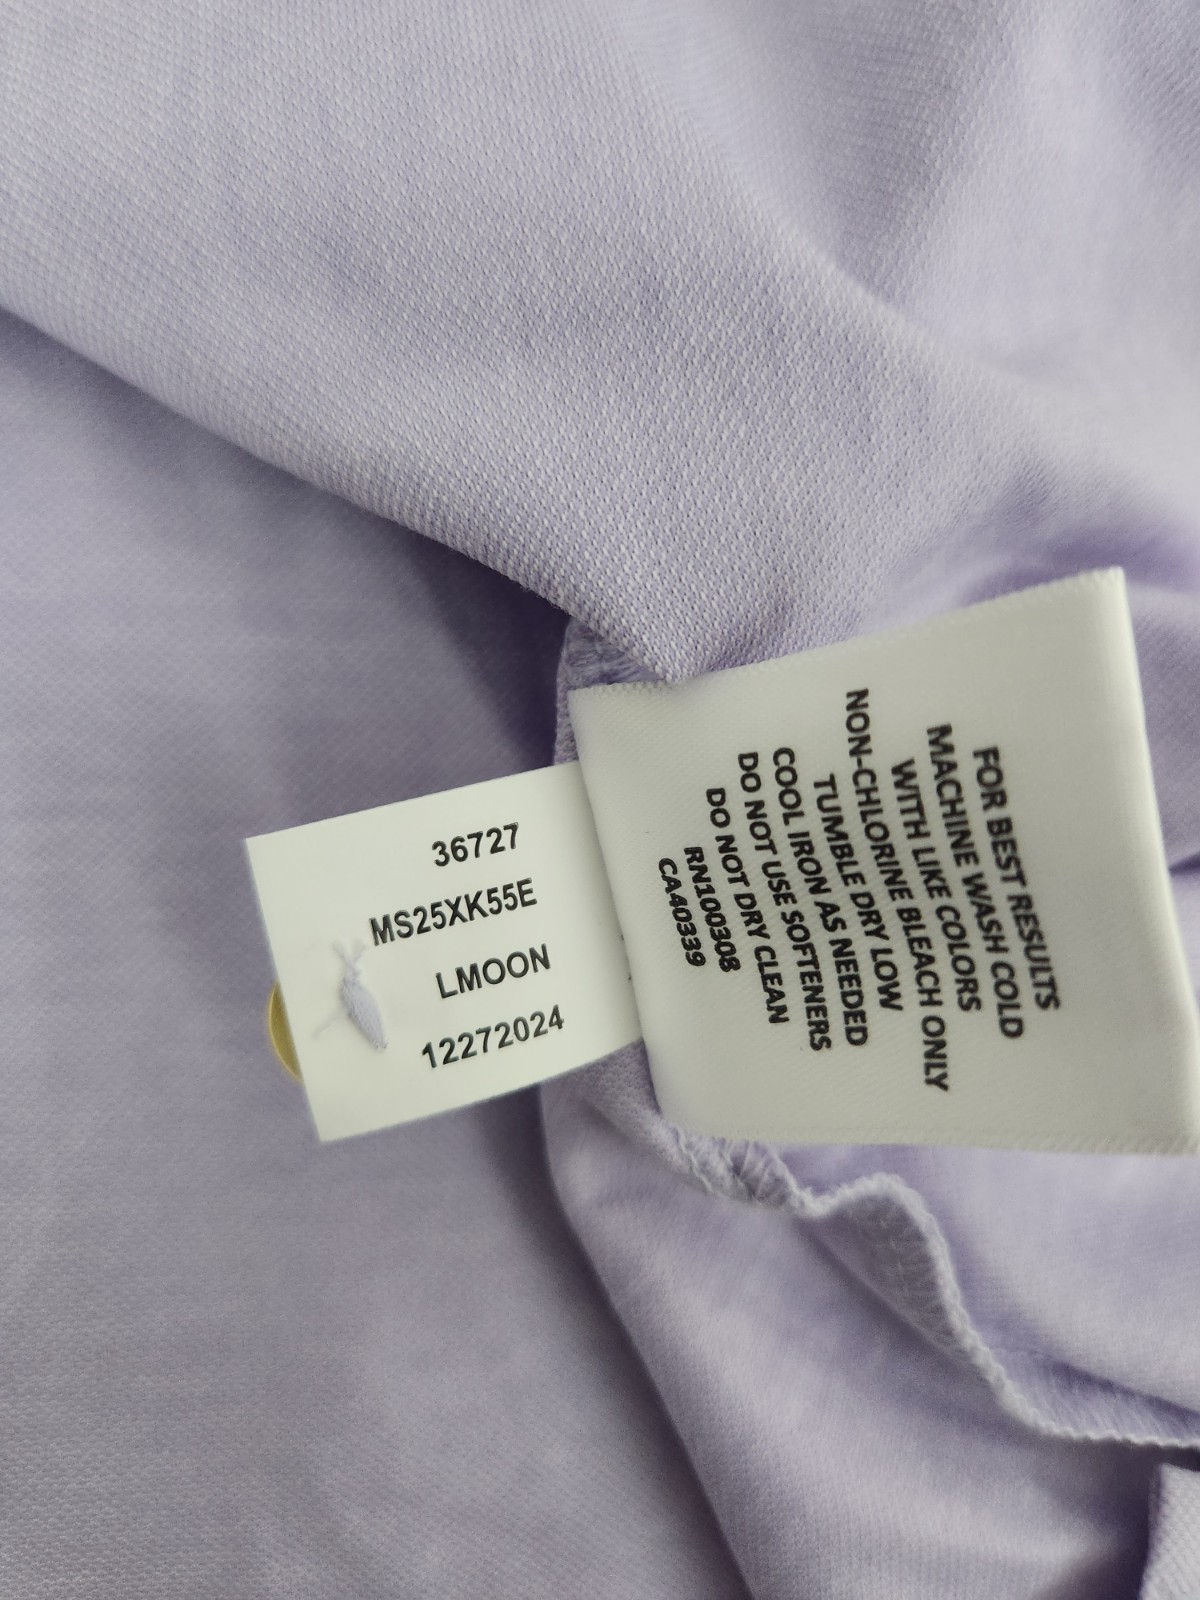 36727
MS25XK55E
LMOON
12272024
FOR BEST RESULTS
MACHINE WASH COLD
WITH LIKE COLORS
NON-CHLORINE BLEACH ONLY
TUMBLE DRY LOW
COOL IRON AS NEEDED
DO NOT USE SOFTENERS
DO NOT DRY CLEAN
RN100308
CA40339